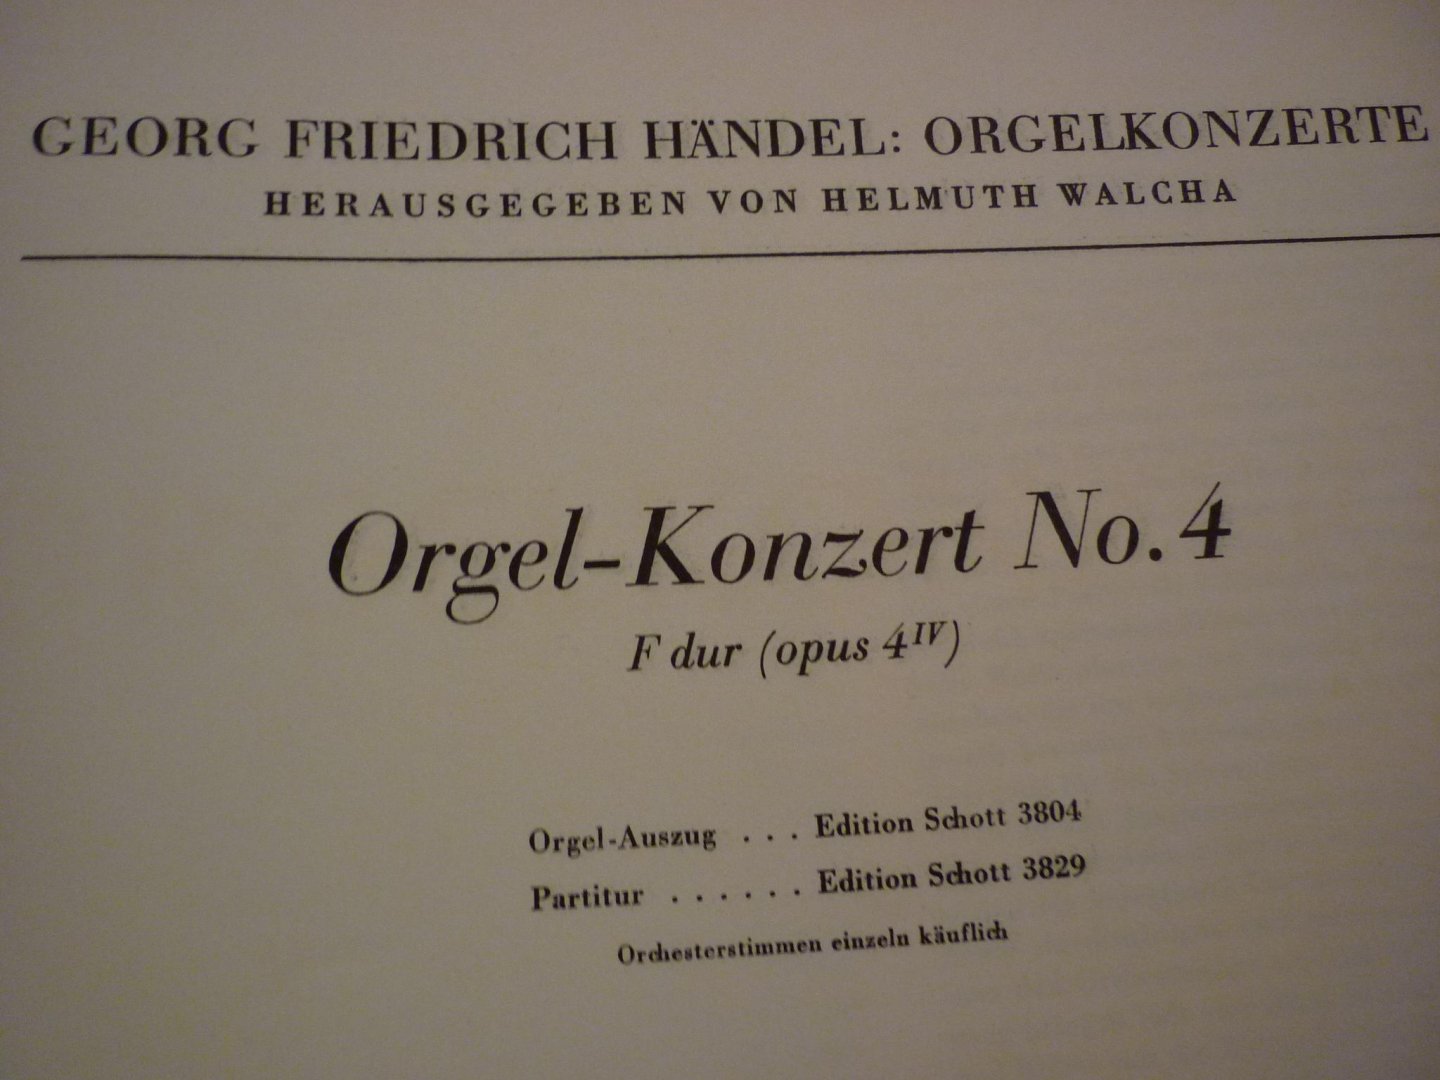 GEORG FRIEDRICH HÄNDEL: ORGELKONZERTE
HERAUSGEGEBEN VON HELMUTH WALCHA
Orgel-Konzert No. 4
F dur (opus 4ᴵⱽ)
Orgel-Auszug . . . Edition Schott 3804
Partitur . . . . . . Edition Schott 3829
Orchesterstimmen einzeln käuflich